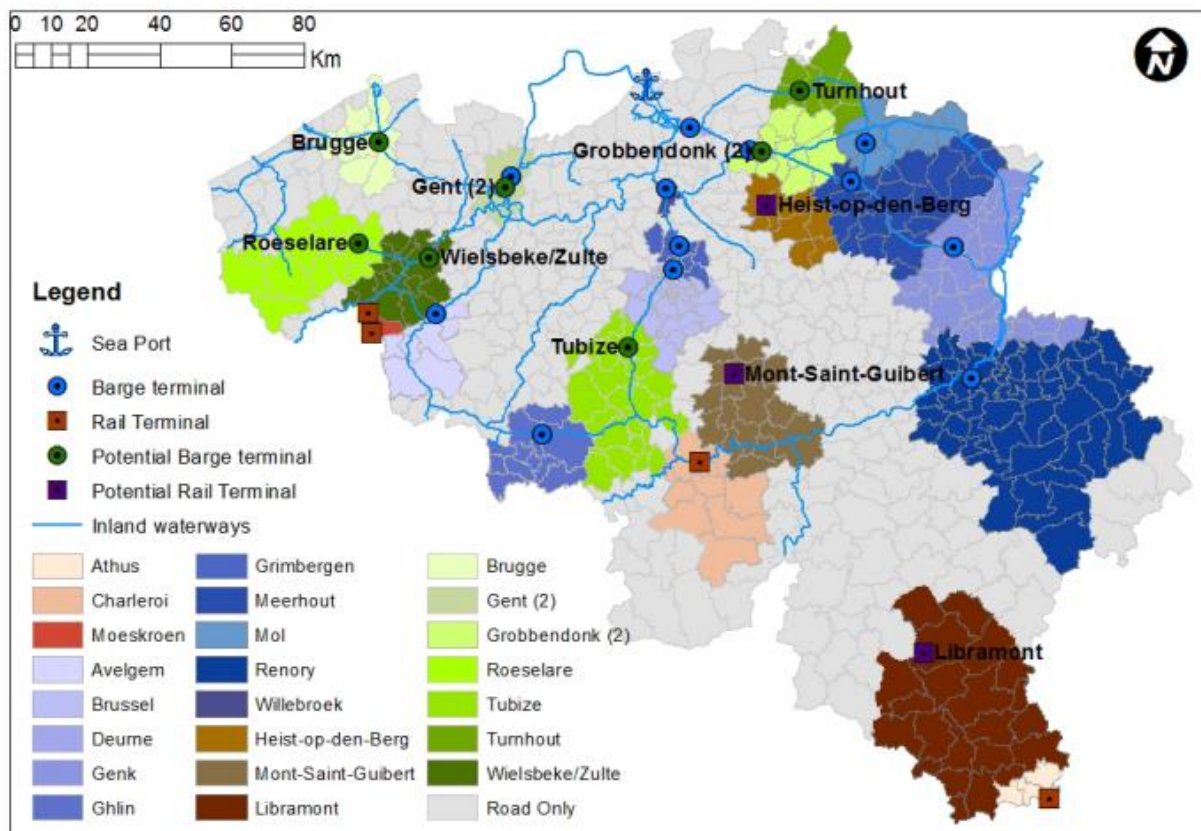 0 10 20 40 60 80
Km
N
Turnhout
Brugge
Grobbendonk (2)
Gent (2)
Heist-op-den-Berg
Roeselare
Wielsbeke/Zulte
Tubize
Mont-Saint-Guibert
Libramont
Legend
Sea Port
Barge terminal
Rail Terminal
Potential Barge terminal
Potential Rail Terminal
Inland waterways
Athus
Charleroi
Moeskroen
Avelgem
Brussel
Deurne
Genk
Ghlin
Grimbergen
Meerhout
Mol
Renory
Willebroek
Heist-op-den-Berg
Mont-Saint-Guibert
Libramont
Brugge
Gent (2)
Grobbendonk (2)
Roeselare
Tubize
Turnhout
Wielsbeke/Zulte
Road Only